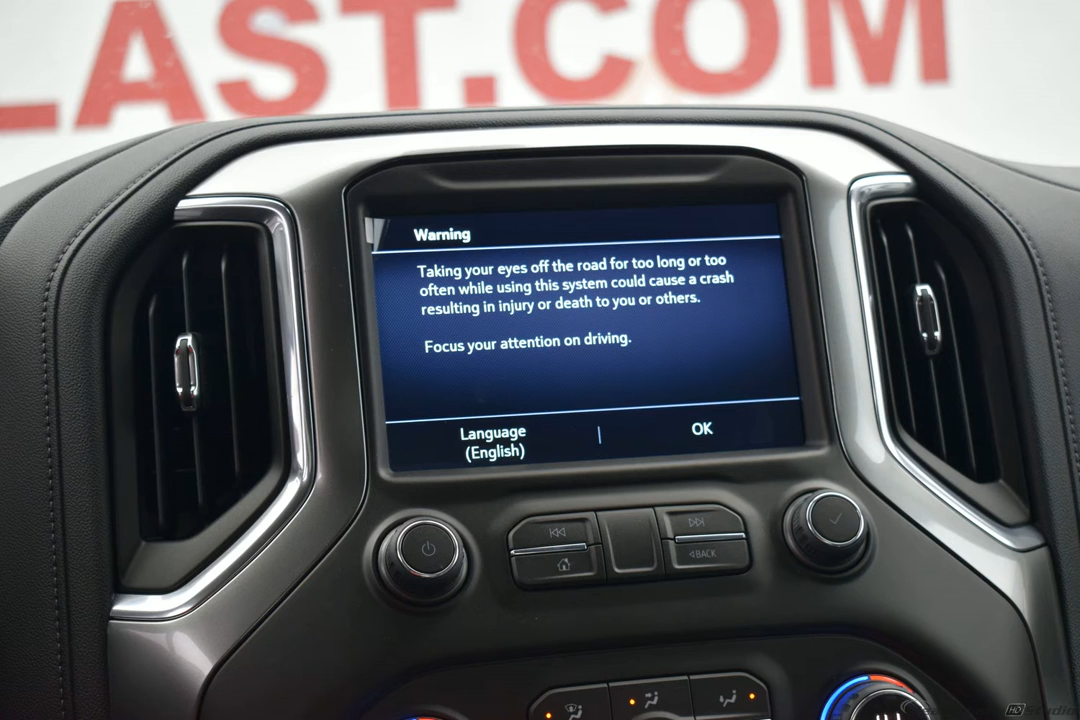 LAST.COM
Warning
Taking your eyes off the road for too long or too
often while using this system could cause a crash
resulting in injury or death to you or others.
Focus your attention on driving.
Language
(English)
OK
BACK